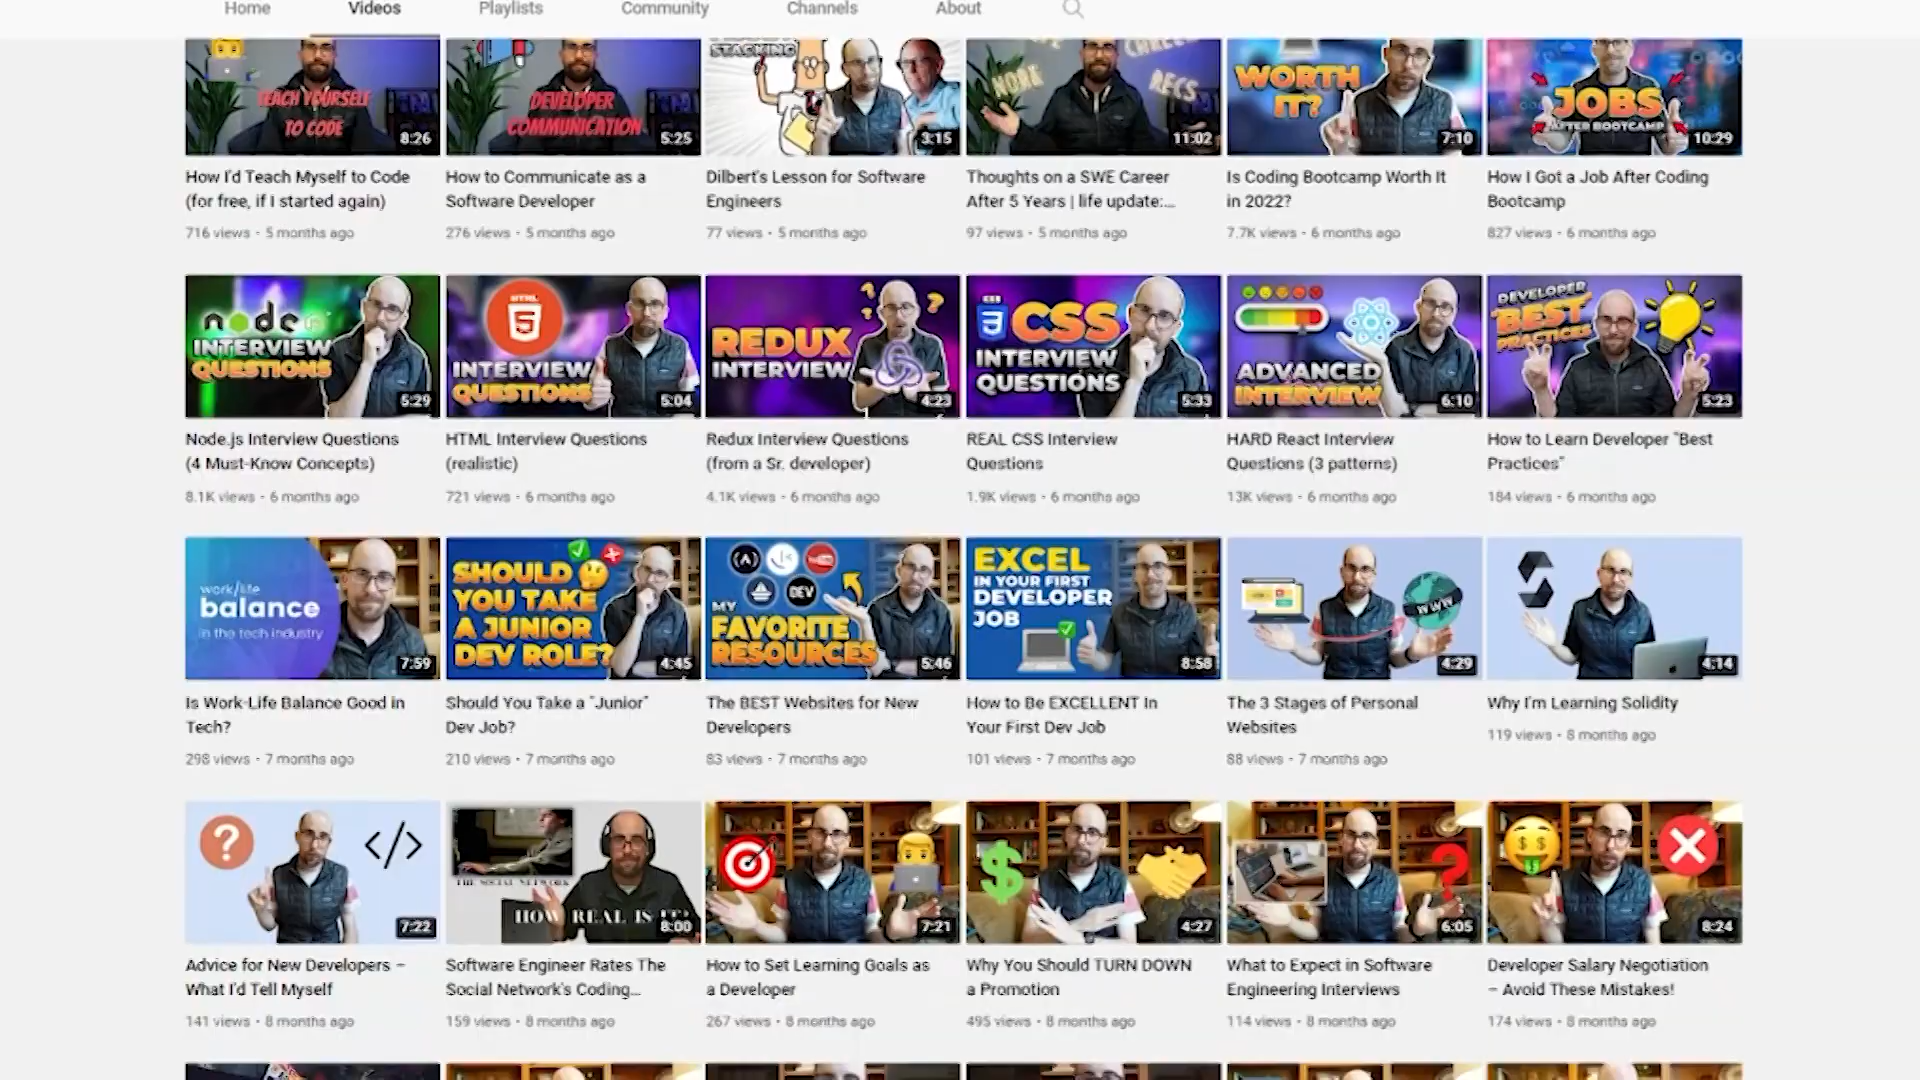 Home Videos Playlists Community Channels About
STACKING
NODE
RECS
TEACH YOURSELF
TO CODE
8:26
DEVELOPER
COMMUNICATION
5:25
3:15
11:02
WORTH
IT?
7:10
JOBS
AFTER BOOTCAMP
10:29
How I'd Teach Myself to Code
(for free, if I started again)
716 views • 5 months ago
How to Communicate as a
Software Developer
276 views • 5 months ago
Dilbert's Lesson for Software
Engineers
77 views • 5 months ago
Thoughts on a SWE Career
After 5 Years | life update:...
97 views • 5 months ago
Is Coding Bootcamp Worth It
in 2022?
7.7K views • 6 months ago
How I Got a Job After Coding
Bootcamp
827 views • 6 months ago
node
INTERVIEW
QUESTIONS
5:29
HTML
5
INTERVIEW
QUESTIONS
5:04
REDUX
INTERVIEW
4:23
CSS
3
CSS
INTERVIEW
QUESTIONS
5:33
ADVANCED
INTERVIEW
6:10
DEVELOPER
BEST
PRACTICES
5:23
Node.js Interview Questions
(4 Must-Know Concepts)
8.1K views • 6 months ago
HTML Interview Questions
(realistic)
721 views • 6 months ago
Redux Interview Questions
(from a Sr. developer)
4.1K views • 6 months ago
REAL CSS Interview
Questions
1.9K views • 6 months ago
HARD React Interview
Questions (3 patterns)
13K views • 6 months ago
How to Learn Developer "Best
Practices"
184 views • 6 months ago
work/life
balance
in the tech industry
7:59
SHOULD
YOU TAKE
A JUNIOR
DEV ROLE?
4:45
(A)
JS
DEV
MY
FAVORITE
RESOURCES
5:46
EXCEL
IN YOUR FIRST
DEVELOPER
JOB
8:58
WWW
4:29
4:14
Is Work-Life Balance Good in
Tech?
298 views • 7 months ago
Should You Take a "Junior"
Dev Job?
210 views • 7 months ago
The BEST Websites for New
Developers
83 views • 7 months ago
How to Be EXCELLENT In
Your First Dev Job
101 views • 7 months ago
The 3 Stages of Personal
Websites
88 views • 7 months ago
Why I'm Learning Solidity
119 views • 8 months ago
?
</>
7:22
THE SOCIAL NETWORK
HOW REAL IS IT?
8:00
7:21
$
4:27
?
6:05
8:24
Advice for New Developers –
What I'd Tell Myself
141 views • 8 months ago
Software Engineer Rates The
Social Network's Coding...
159 views • 8 months ago
How to Set Learning Goals as
a Developer
267 views • 8 months ago
Why You Should TURN DOWN
a Promotion
495 views • 8 months ago
What to Expect in Software
Engineering Interviews
114 views • 8 months ago
Developer Salary Negotiation
– Avoid These Mistakes!
174 views • 8 months ago